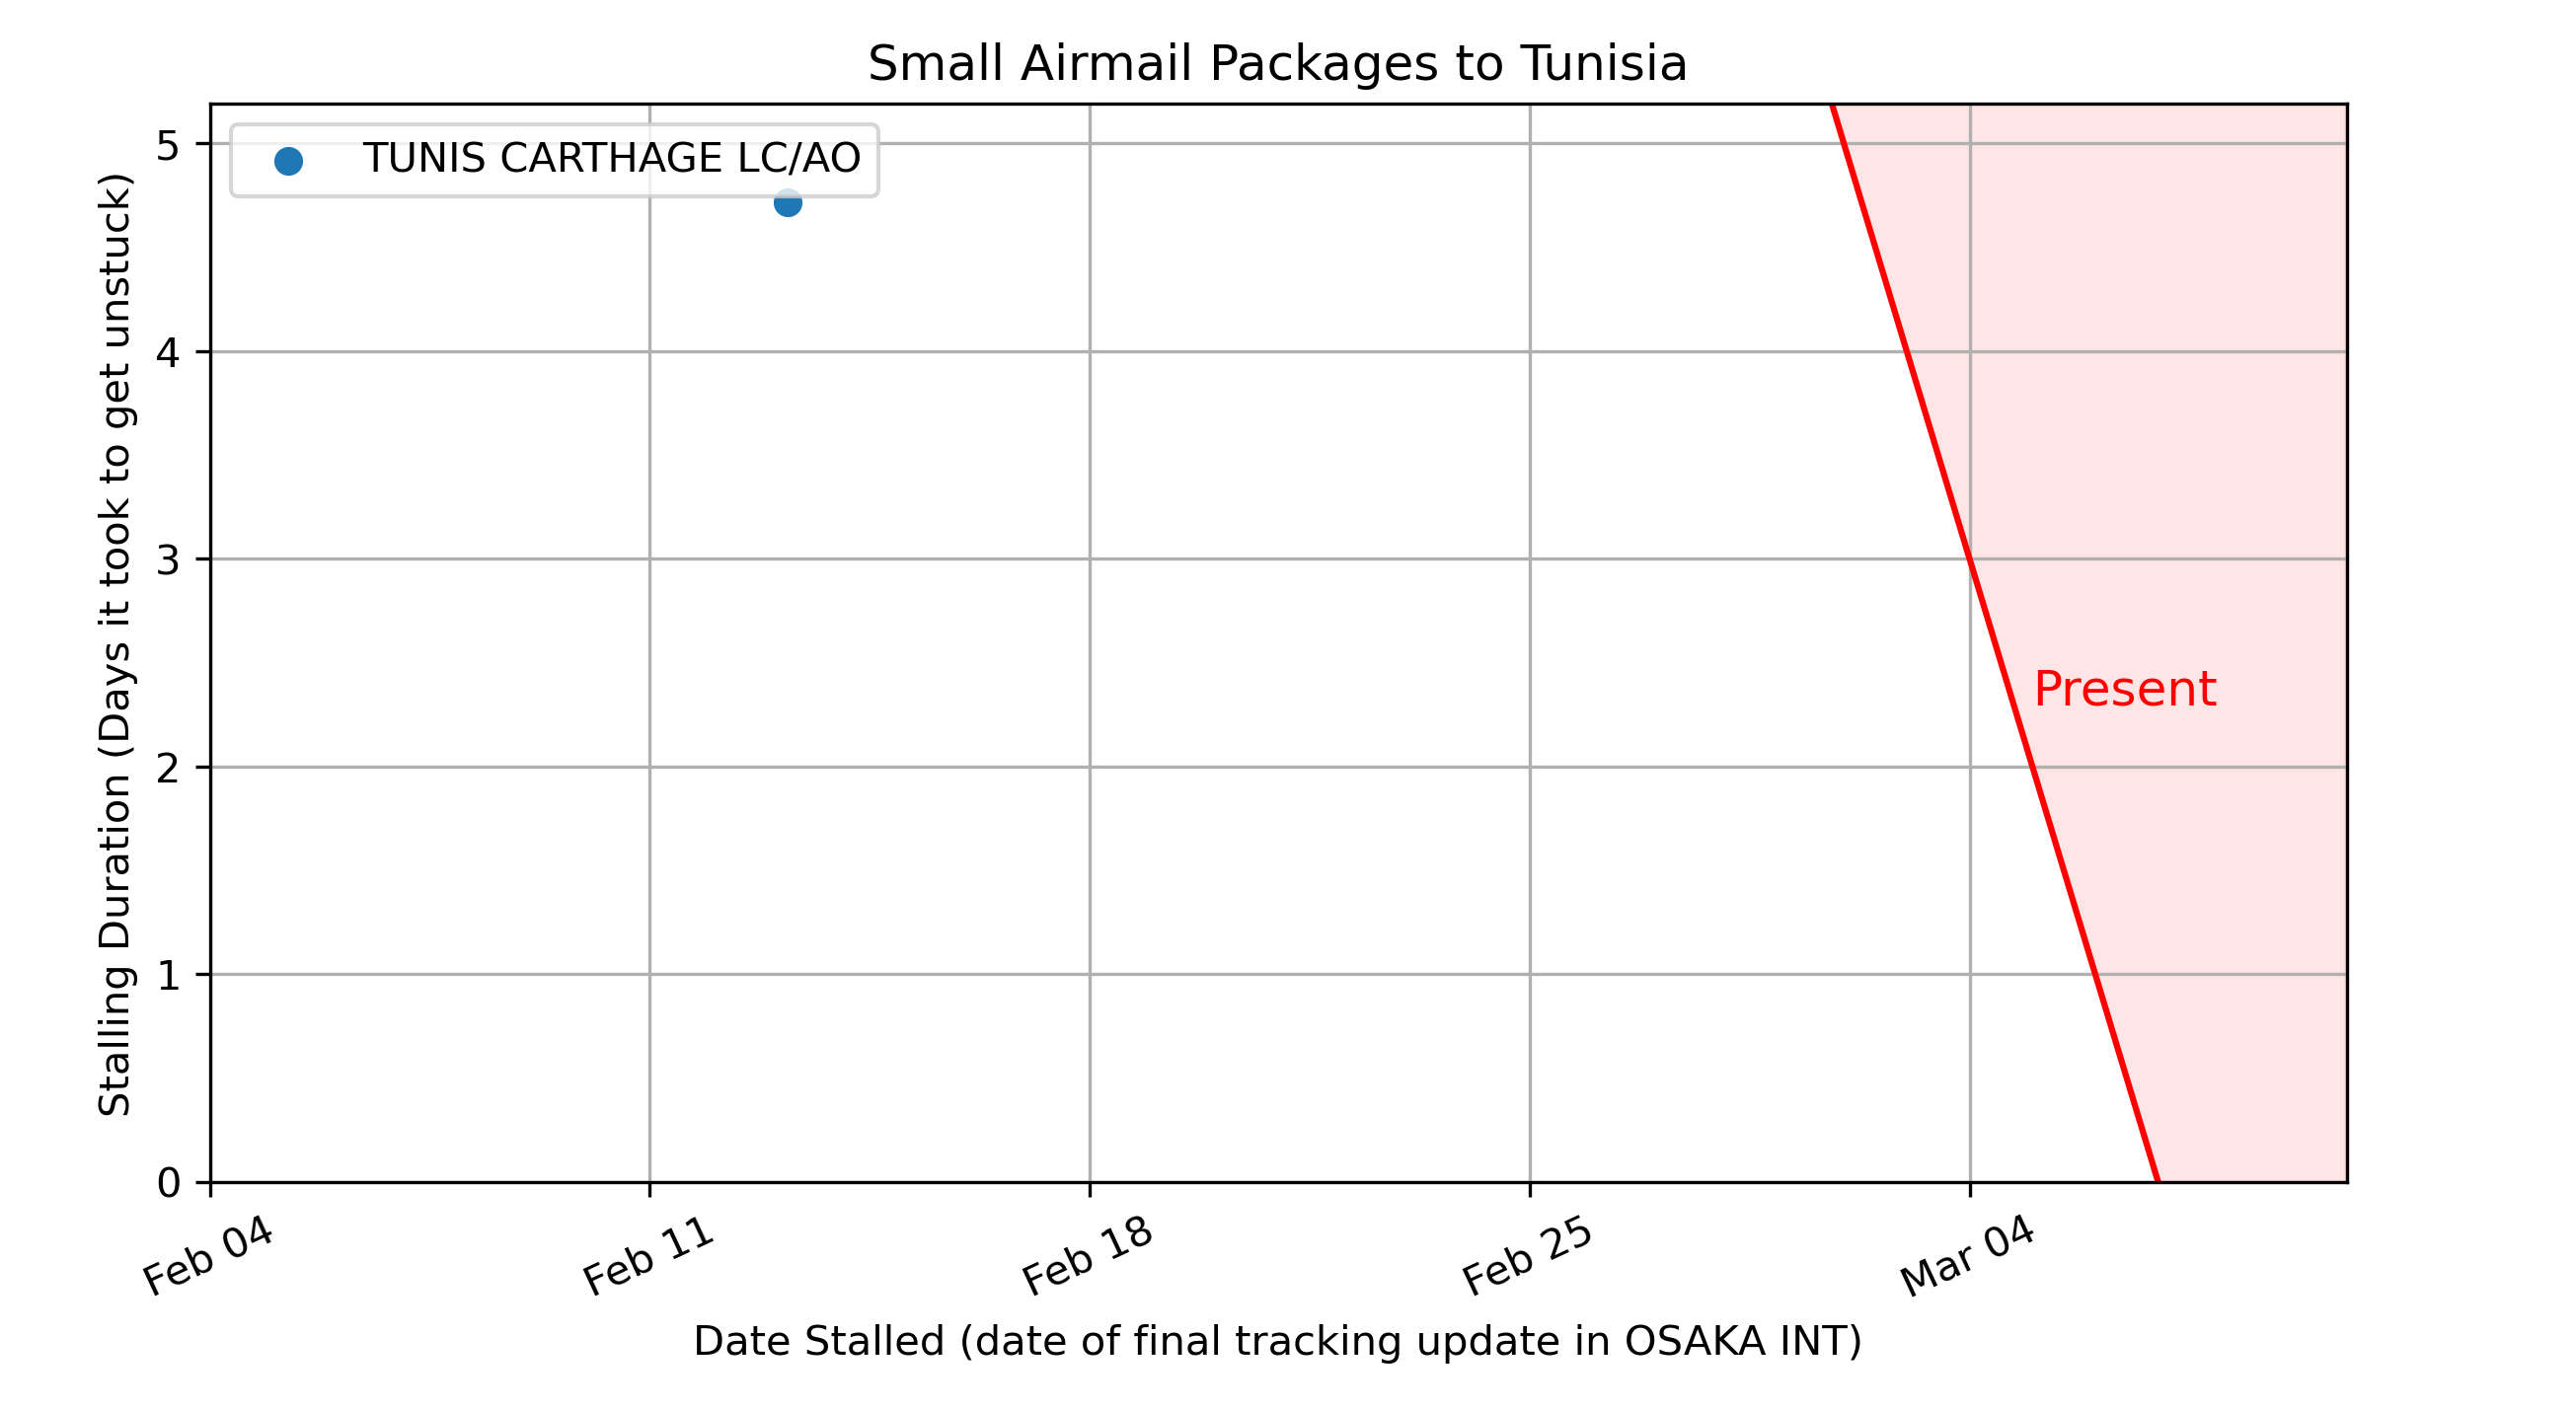 Small Airmail Packages to Tunisia
TUNIS CARTHAGE LC/AO
Stalling Duration (Days it took to get unstuck)
5
4
3
2
1
0
Present
Feb 04
Feb 11
Feb 18
Feb 25
Mar 04
Date Stalled (date of final tracking update in OSAKA INT)